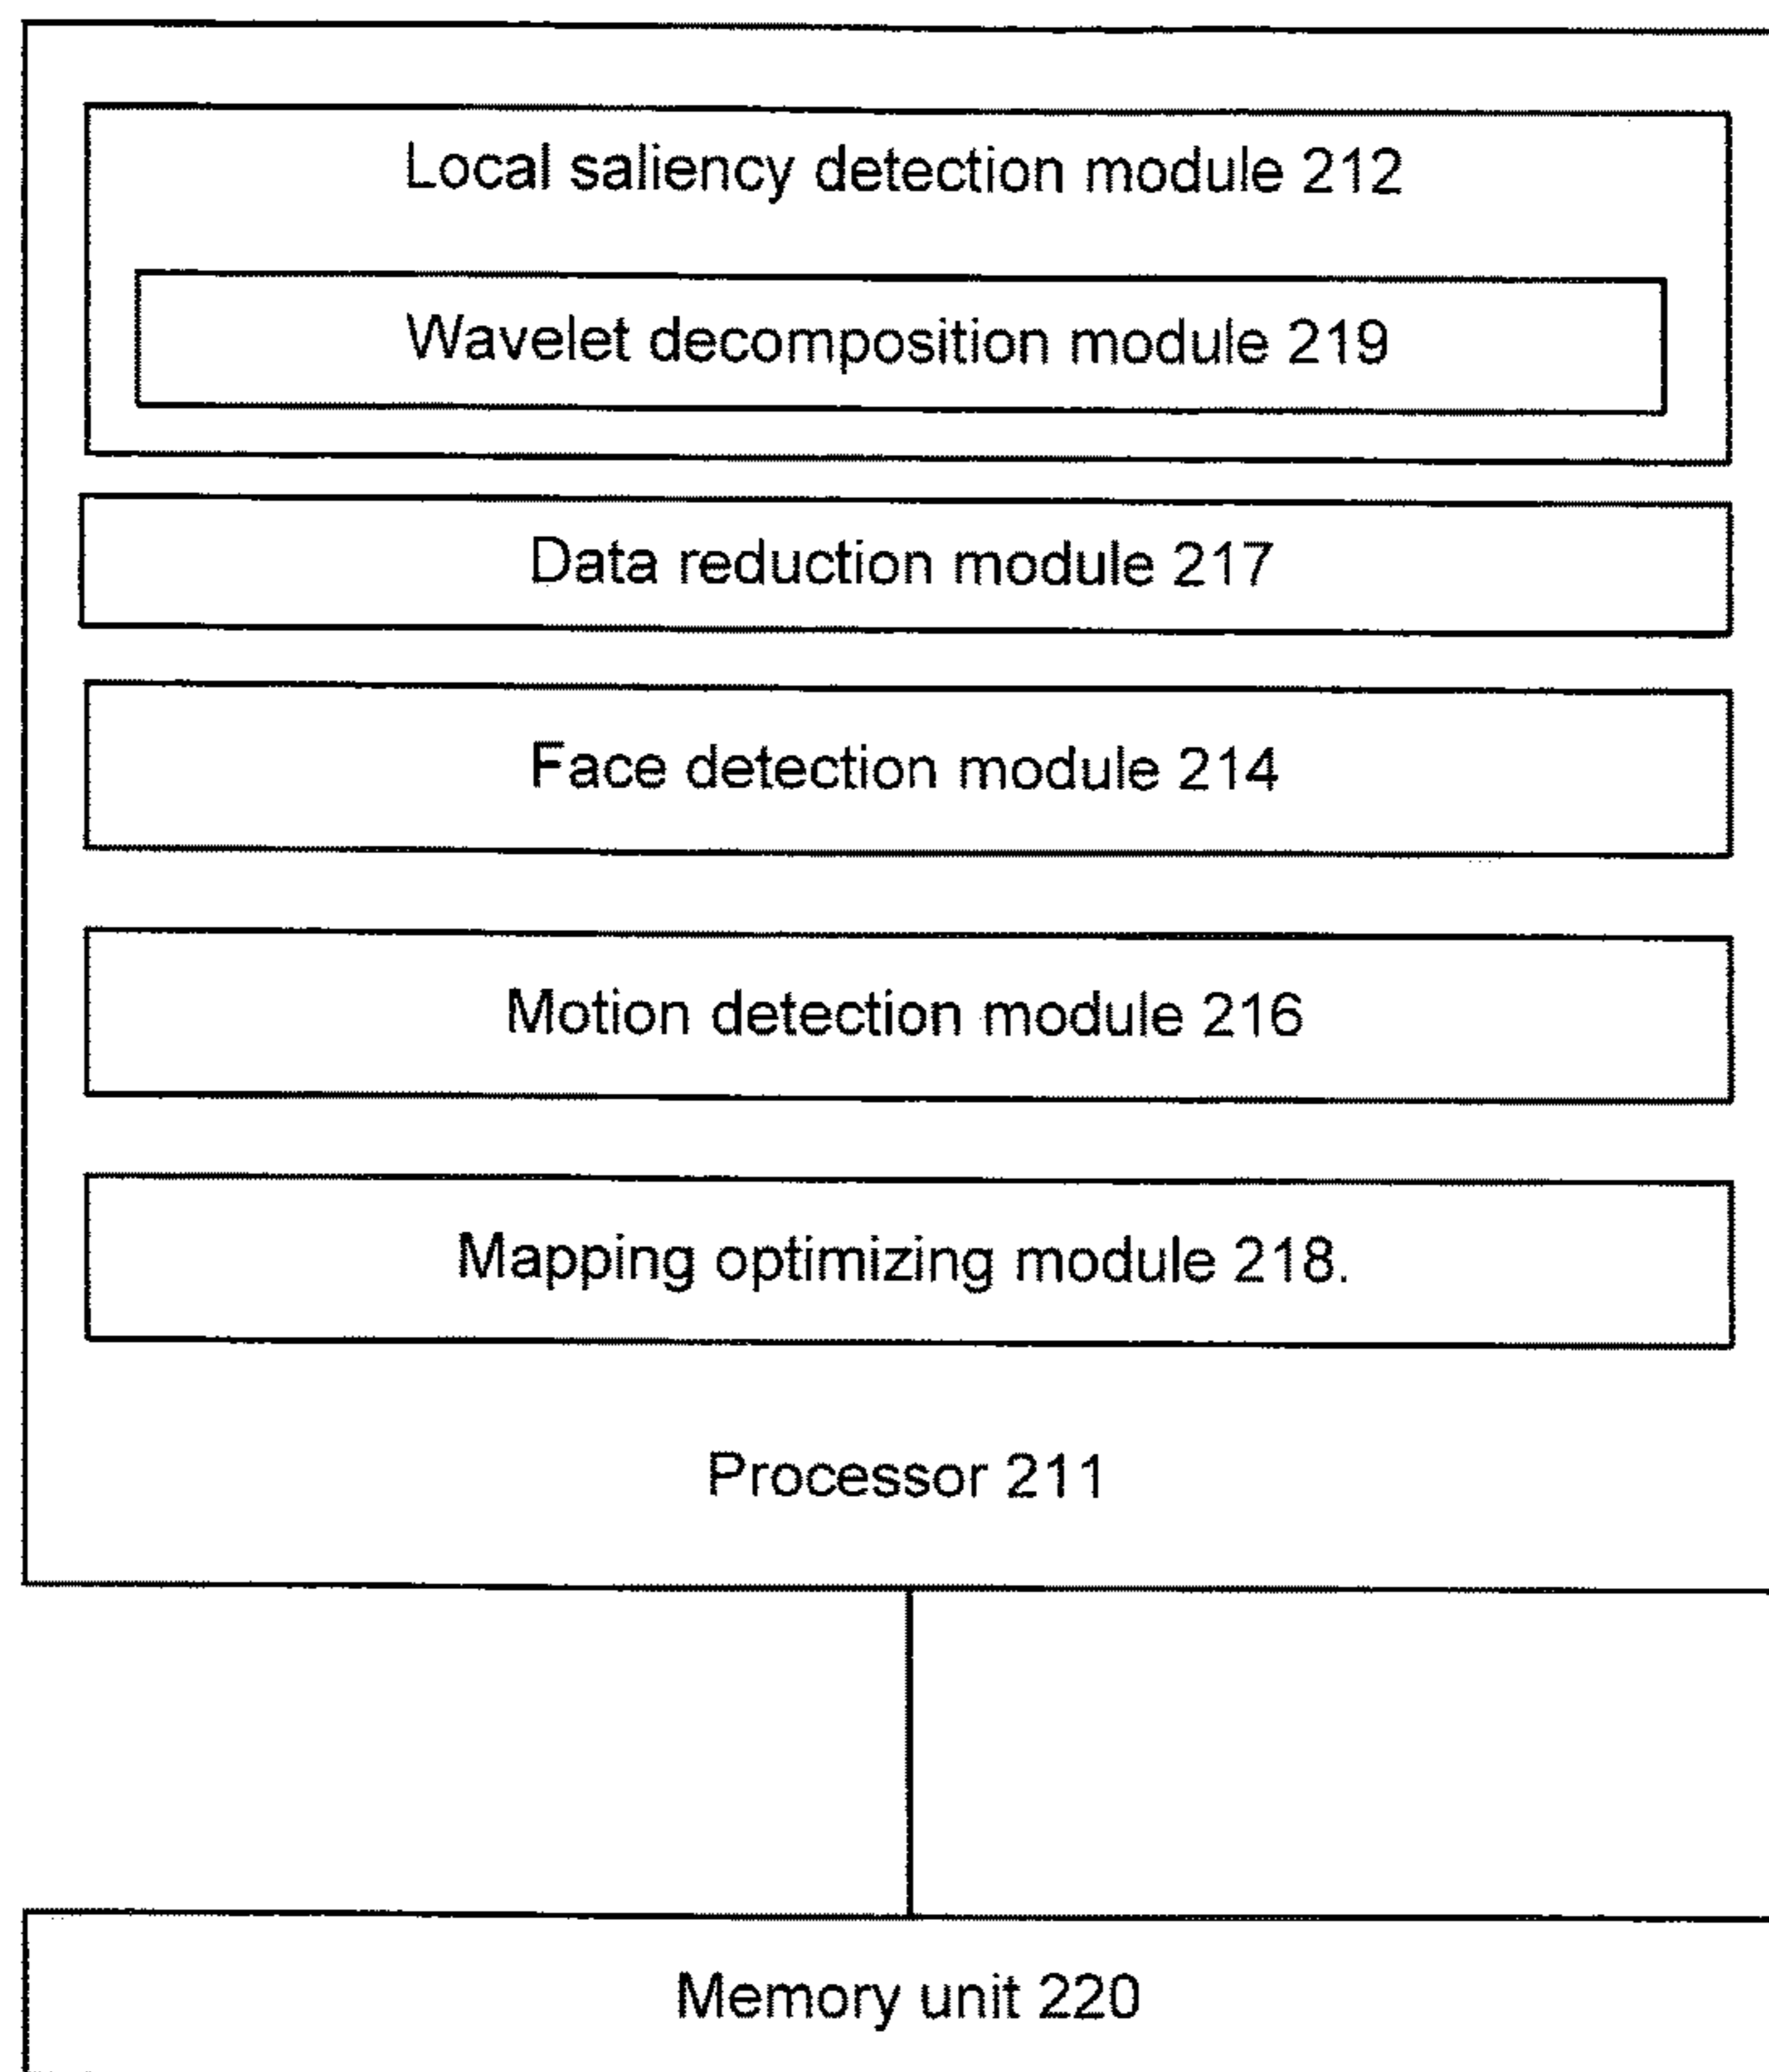 Local saliency detection module 212
Wavelet decomposition module 219
Data reduction module 217
Face detection module 214
Motion detection module 216
Mapping optimizing module 218.
Processor 211
Memory unit 220